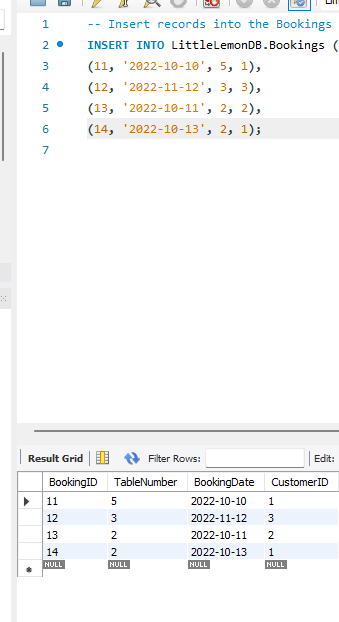 1 -- Insert records into the Bookings
2 INSERT INTO LittleLemonDB.Bookings (
3 (11, '2022-10-10', 5, 1),
4 (12, '2022-11-12', 3, 3),
5 (13, '2022-10-11', 2, 2),
6 (14, '2022-10-13', 2, 1);
7
Result Grid Filter Rows: Edit:
BookingID TableNumber BookingDate CustomerID
11 5 2022-10-10 1
12 3 2022-11-12 3
13 2 2022-10-11 2
14 2 2022-10-13 1
NULL NULL NULL NULL